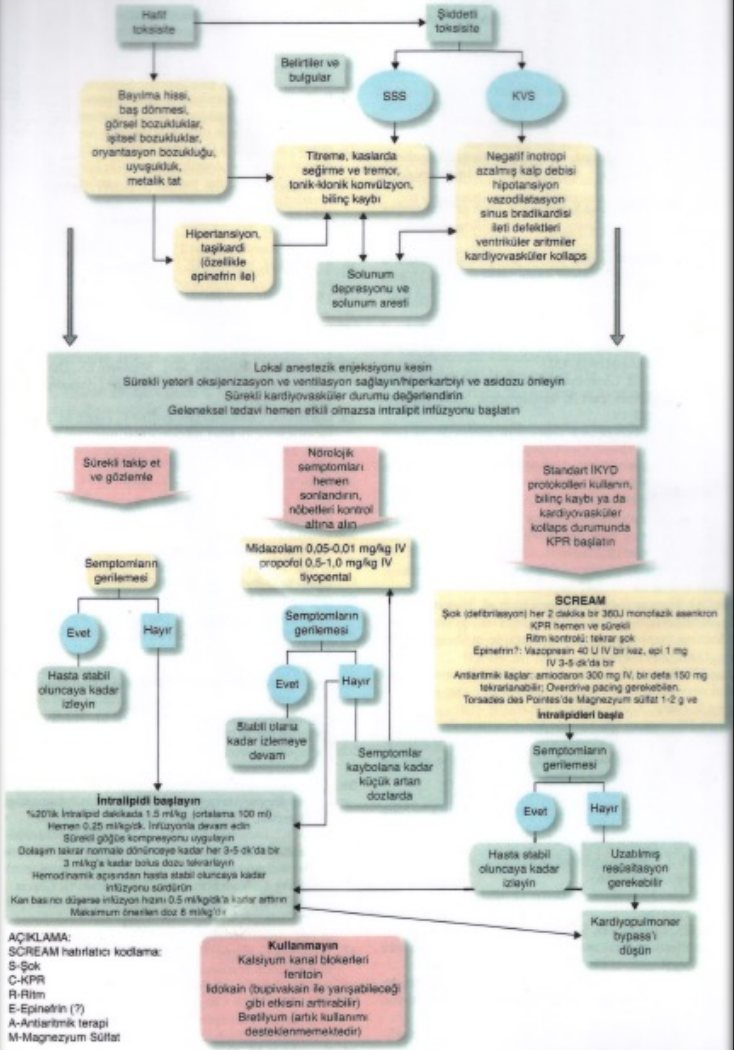 Hafif
toksisite
Şiddetli
toksisite
Belirtiler ve
bulgular
SSS
KVS
Bayılma hissi,
baş dönmesi,
görsel bozukluklar,
işitsel bozukluklar,
oryantasyon bozukluğu,
uyuşukluk,
metalik tat
Titreme, kaslarda
seğirme ve tremor,
tonik-klonik konvülzyon,
bilinç kaybı
Negatif inotropi
azalmış kalp debisi
hipotansiyon
vazodilatasyon
sinus bradikardisi
ileti defektleri
ventriküler aritmiler
kardiyovasküler kollaps
Hipertansiyon,
taşikardi
(özellikle
epinefrin ile)
Solunum
depresyonu ve
solunum aresti
Lokal anestezik enjeksiyonu kesin
Sürekli yeterli oksijenizasyon ve ventilasyon sağlayın/hiperkarbiyi ve asidozu önleyin
Sürekli kardiyovasküler durumu değerlendirin
Geleneksel tedavi hemen etkili olmazsa intralipit infüzyonu başlatın
Sürekli takip et
ve gözlemle
Nörolojik
semptomları
hemen
sonlandırın,
nöbetleri kontrol
altına alın
Standart İKYD
protokolleri kullanın,
bilinç kaybı ya da
kardiyovasküler
kollaps durumunda
KPR başlatın
Midazolam 0,05-0.01 mg/kg IV
propofol 0,5-1,0 mg/kg IV
tiyopental
Semptomların
gerilemesi
Evet
Hayır
Hasta stabil
oluncaya kadar
izleyin
Semptomların
gerilemesi
Evet
Hayır
Stabil olana
kadar izlemeye
devam
Semptomlar
kaybolana kadar
küçük artan
dozlarda
SCREAM
Şok (defibrilasyon) her 2 dakika bir 360J monofazik asenkron
KPR hemen ve sürekli
Ritm kontrolü: tekrar şok
Epinefrin?: Vazopresin 40 U IV bir kez, epi 1 mg
IV 3-5 dk'da bir
Antiaritmik ilaçlar: amiodaron 300 mg IV, bir defa 150 mg
tekrarlanabilir; Overdrive pacing gerekebilen.
Torsades des Pointes'de Magnezyum sülfat 1-2 g ve
İntralipidleri başle
Semptomların
gerilemesi
Evet
Hayır
Hasta stabil
oluncaya kadar
izleyin
Uzatılmış
resüsitasyon
gerekebilir
Kardiyopulmoner
bypass'ı
düşün
İntralipidi başlayın
%20'lik İntralipid dakikada 1.5 ml/kg (ortalama 100 ml)
Hemen 0.25 ml/kg/dk. İnfüzyonla devam edin
Sürekli göğüs kompresyonu uygulayın
Dolaşım tekrar normale dönünceye kadar her 3-5 dk'da bir
3 ml/kg'a kadar bolus dozu tekrarlayın
Hemodinamik açısından hasta stabil oluncaya kadar
infüzyonu sürdürün
Kan basıncı düşerse infüzyon hızını 0.5 ml/kg/dk'a kadar arttırın
Maksimum önerilen doz 8 ml/kg'dır
AÇIKLAMA:
SCREAM hatırlatıcı kodlama:
S-Şok
C-KPR
R-Ritm
E-Epinefrin (?)
A-Antiaritmik terapi
M-Magnezyum Sülfat
Kullanmayın
Kalsiyum kanal blokerleri
fenitoin
lidokain (bupivakain ile yarışabileceği
gibi etkisini arttırabilir)
Bretilyum (artık kullanımı
desteklenmemektedir)